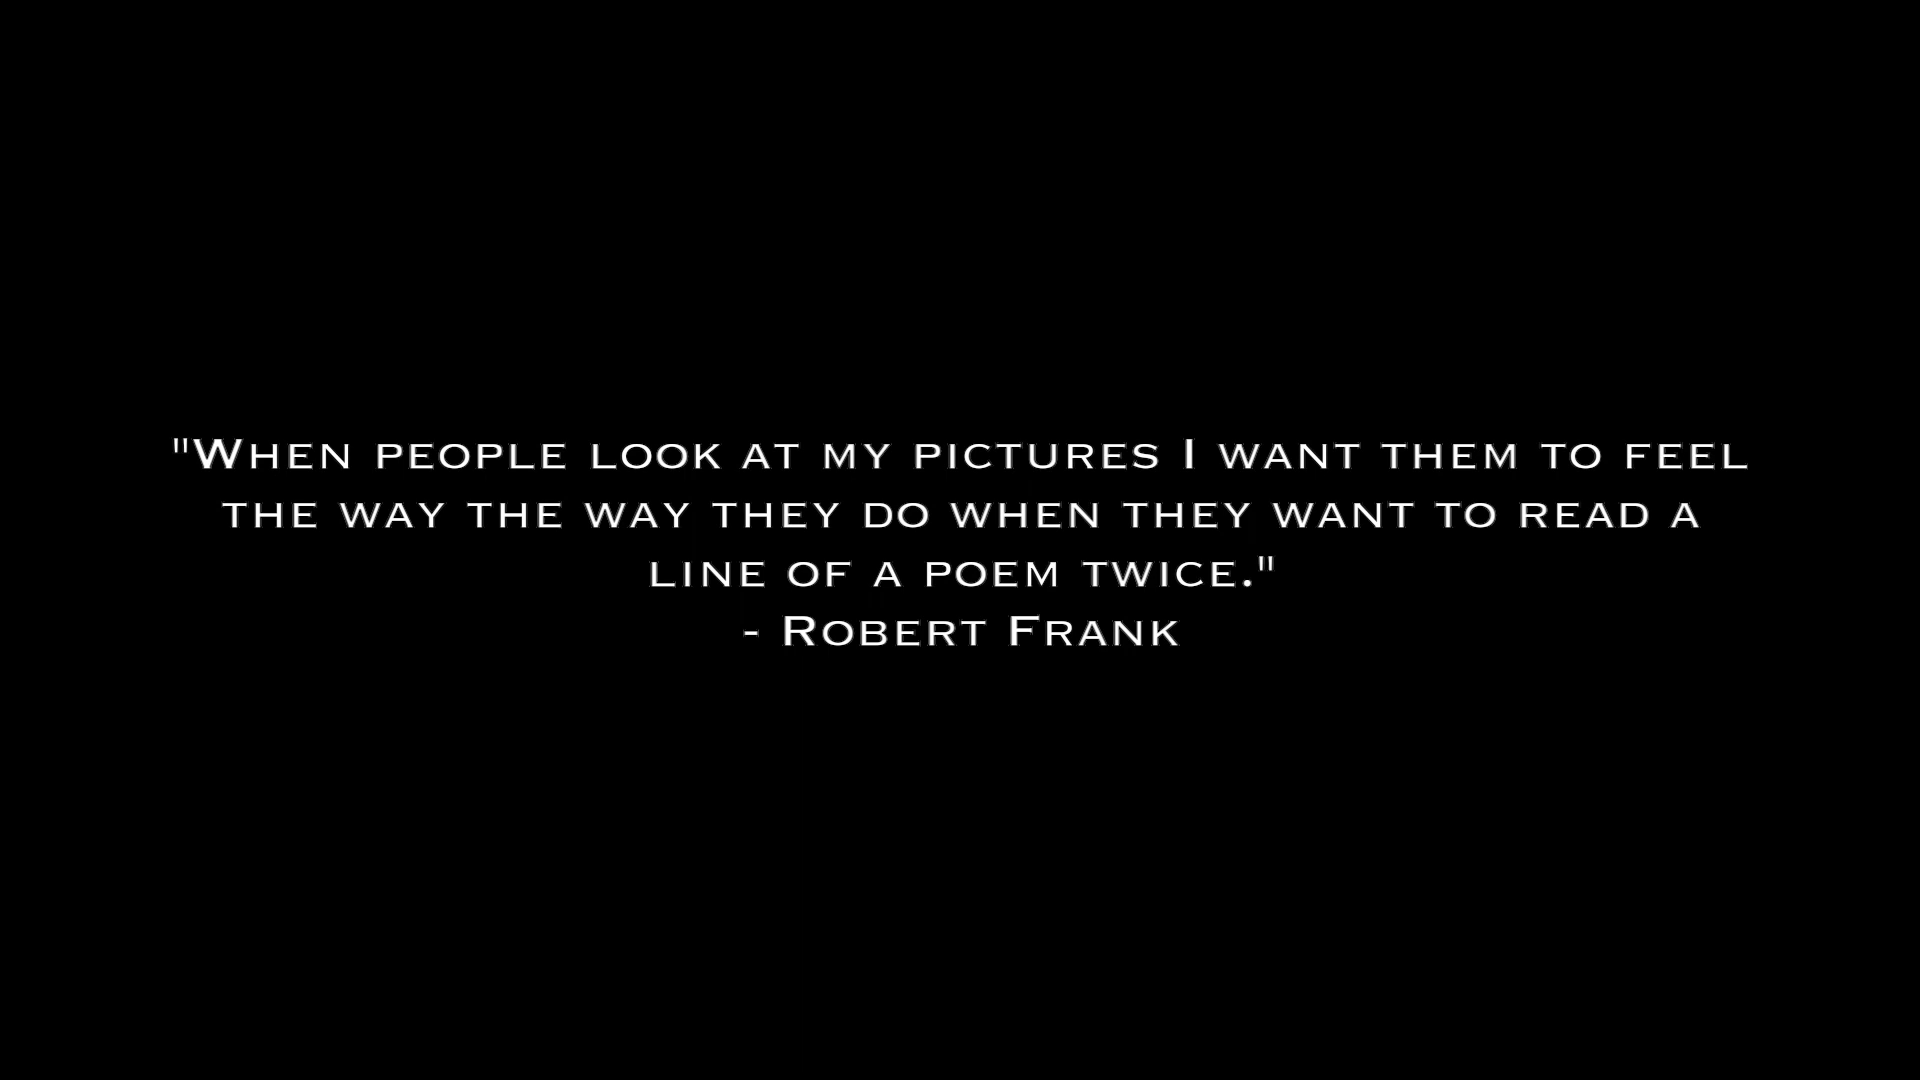 "When people look at my pictures I want them to feel
the way the way they do when they want to read a
line of a poem twice."
- Robert Frank